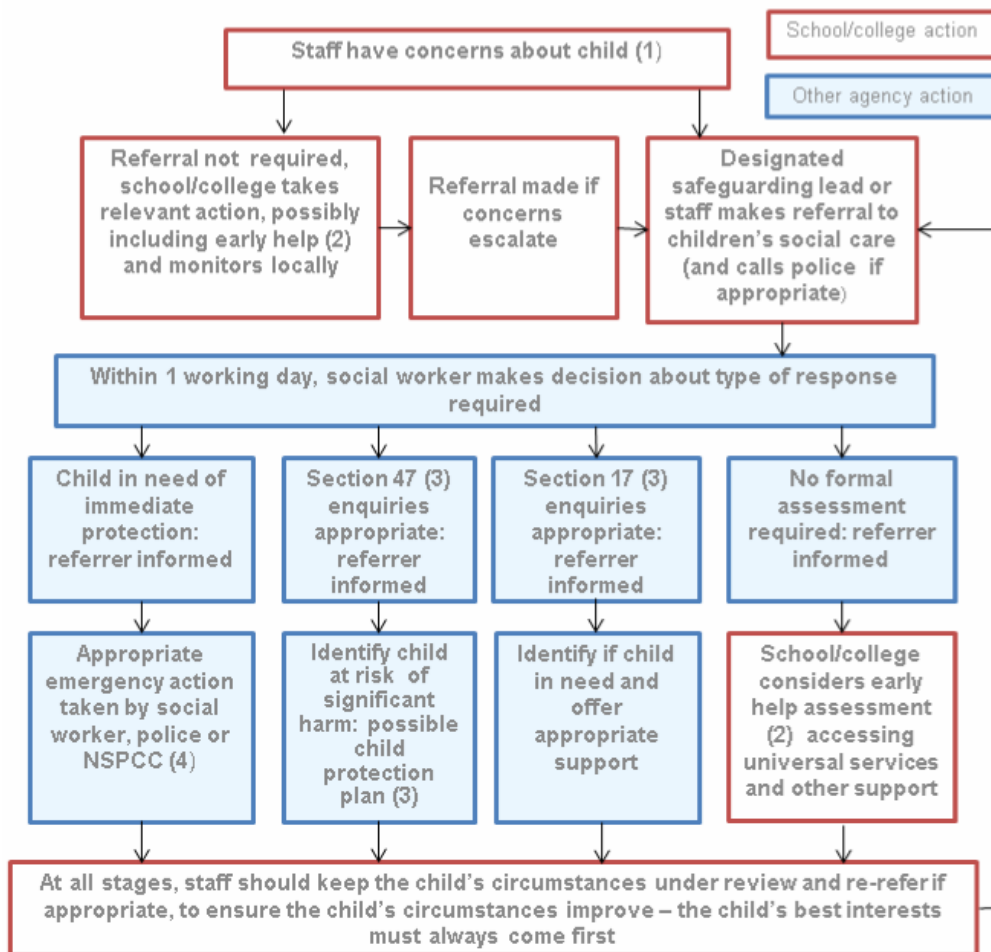 School/college action
Staff have concerns about child (1)
Other agency action
Referral not required,
school/college takes
relevant action, possibly
including early help (2)
and monitors locally
Referral made if
concerns
escalate
Designated
safeguarding lead or
staff makes referral to
children’s social care
(and calls police if
appropriate)
Within 1 working day, social worker makes decision about type of response
required
Child in need of
immediate
protection:
referrer informed
Section 47 (3)
enquiries
appropriate:
referrer
informed
Section 17 (3)
enquiries
appropriate:
referrer
informed
No formal
assessment
required: referrer
informed
Appropriate
emergency action
taken by social
worker, police or
NSPCC (4)
Identify child
at risk of
significant
harm: possible
child
protection
plan (3)
Identify if child
in need and
offer
appropriate
support
School/college
considers early
help assessment
(2) accessing
universal services
and other support
At all stages, staff should keep the child’s circumstances under review and re-refer if
appropriate, to ensure the child’s circumstances improve – the child’s best interests
must always come first